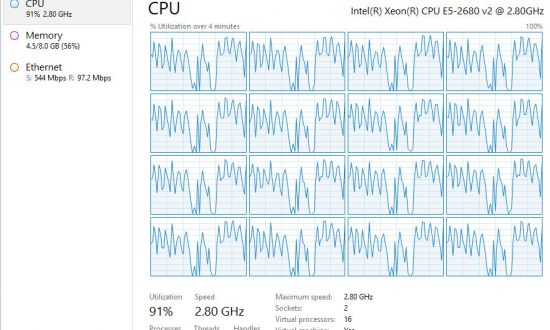 CPU
91% 2.80 GHz
Memory
4.5/8.0 GB (56%)
Ethernet
S: 544 Mbps R: 97.2 Mbps
CPU
Intel(R) Xeon(R) CPU E5-2680 v2 @ 2.80GHz
% Utilization over 4 minutes
100%
Utilization Speed
91% 2.80 GHz
Maximum speed: 2.80 GHz
Sockets: 2
Virtual processors: 16
Processes Threads Handles
Virtual machine: Yes